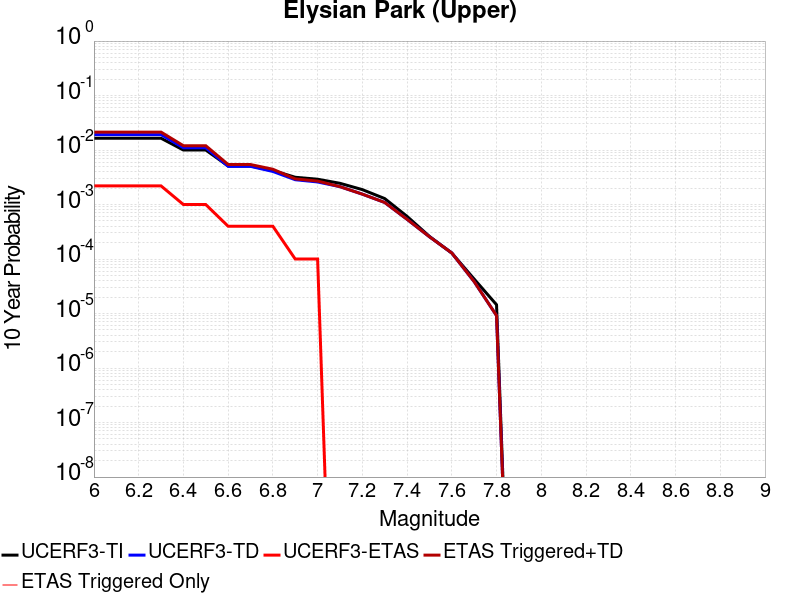 Elysian Park (Upper)
10^0
10^-1
10^-2
10^-3
10^-4
10^-5
10^-6
10^-7
10^-8
10 Year Probability
6 6.2 6.4 6.6 6.8 7 7.2 7.4 7.6 7.8 8 8.2 8.4 8.6 8.8 9
Magnitude
UCERF3-TI UCERF3-TD UCERF3-ETAS ETAS Triggered+TD
ETAS Triggered Only